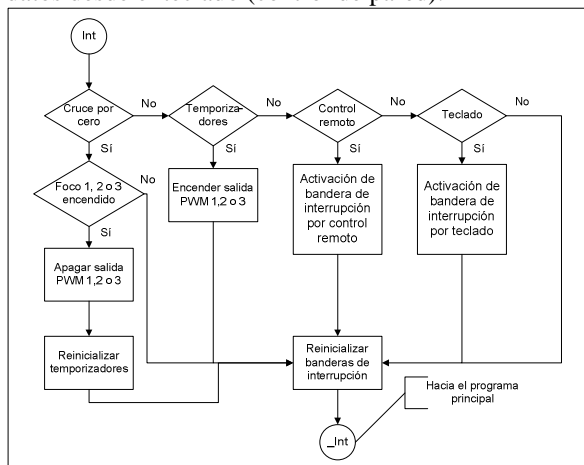 Int
Cruce por
cero
No
Temporiza-
dores
No
Control
remoto
No
Teclado
No
Sí
Sí
Sí
Sí
Foco 1, 2 o 3
encendido
No
Encender salida
PWM 1,2 o 3
Activación de
bandera de
interrupción
por control
remoto
Activación de
bandera de
interrupción
por teclado
Sí
Apagar salida
PWM 1,2 o 3
Reinicializar
temporizadores
Reinicializar
banderas de
interrupción
Hacia el programa
principal
_Int